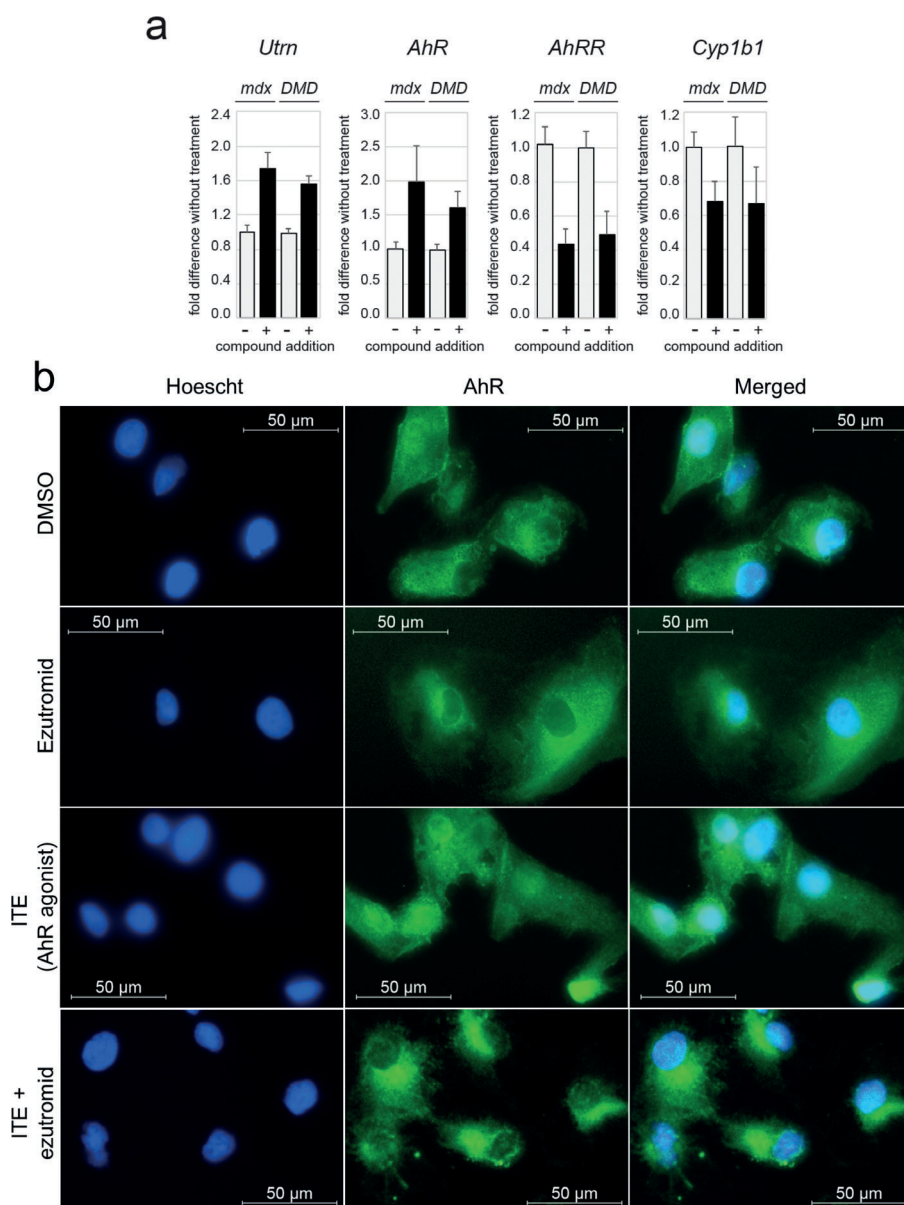 a
Utrn AhR AhRR Cyp1b1
mdx DMD mdx DMD mdx DMD mdx DMD
fold difference without treatment
2.4
2.0
1.6
1.2
0.8
0.4
0.0
- + - +
compound addition
fold difference without treatment
3.0
2.5
2.0
1.5
1.0
0.5
0.0
- + - +
compound addition
fold difference without treatment
1.2
1.0
0.8
0.6
0.4
0.2
0.0
- + - +
compound addition
fold difference without treatment
1.2
1.0
0.8
0.6
0.4
0.2
0.0
- + - +
compound addition
b
Hoescht AhR Merged
DMSO
50 µm 50 µm 50 µm
Ezutromid
50 µm 50 µm 50 µm
ITE
(AhR agonist)
50 µm 50 µm 50 µm
ITE +
ezutromid
50 µm 50 µm 50 µm